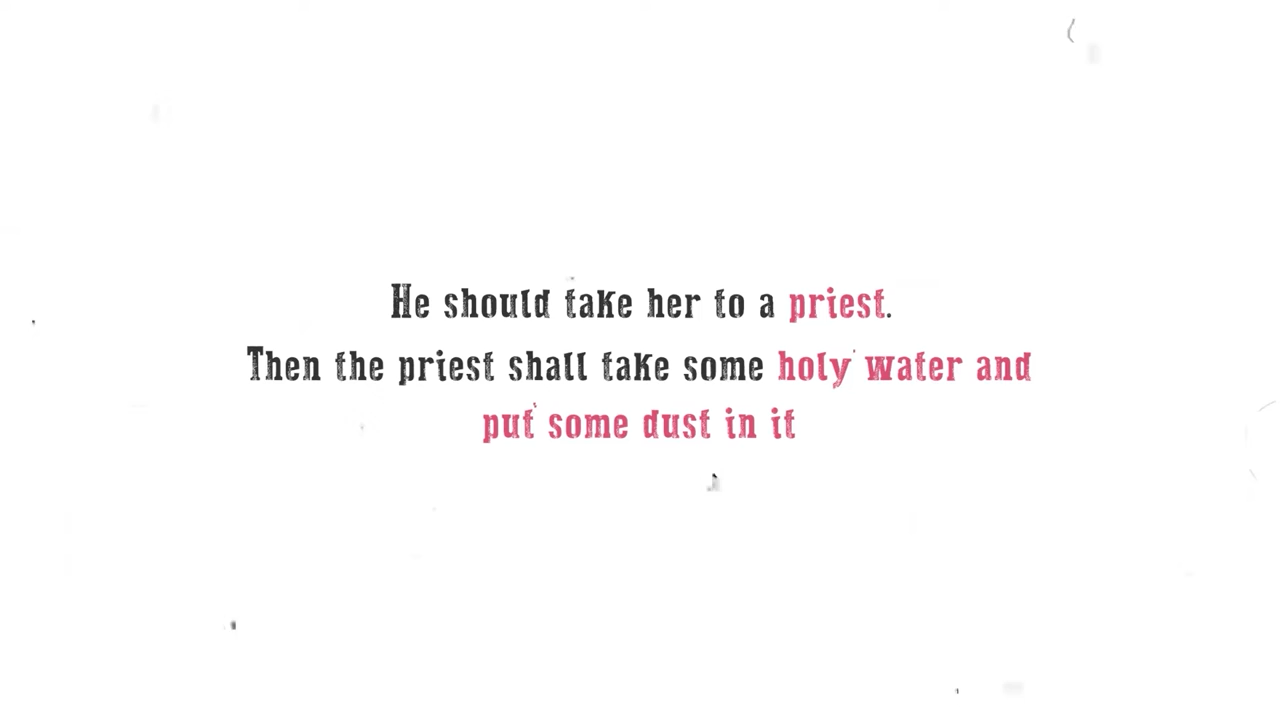 He should take her to a priest.
Then the priest shall take some holy water and
put some dust in it